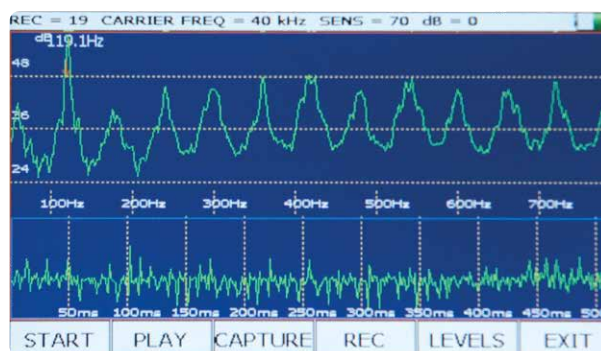 REC = 19 CARRIER FREQ = 40 kHz SENS = 70 dB = 0
dB 119.1Hz
48
36
24
100Hz 200Hz 300Hz 400Hz 500Hz 600Hz 700Hz
50ms 100ms 150ms 200ms 250ms 300ms 350ms 400ms 450ms 500
START PLAY CAPTURE REC LEVELS EXIT